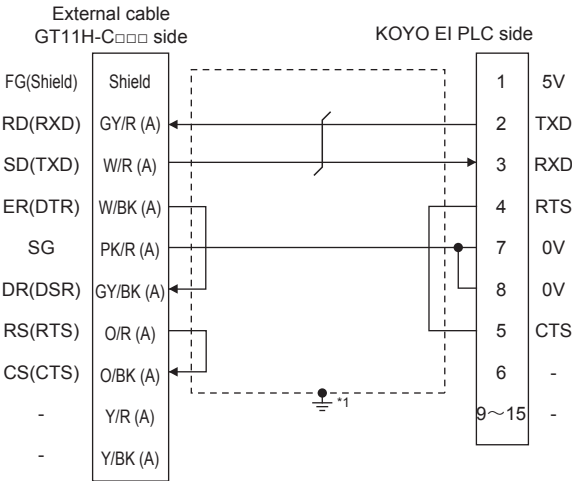 External cable
GT11H-C□□□ side
KOYO EI PLC side
FG(Shield) Shield 1 5V
RD(RXD) GY/R (A) 2 TXD
SD(TXD) W/R (A) 3 RXD
ER(DTR) W/BK (A) 4 RTS
SG PK/R (A) 7 0V
DR(DSR) GY/BK (A) 8 0V
RS(RTS) O/R (A) 5 CTS
CS(CTS) O/BK (A) 6 -
*1
- Y/R (A) 9～15 -
- Y/BK (A)